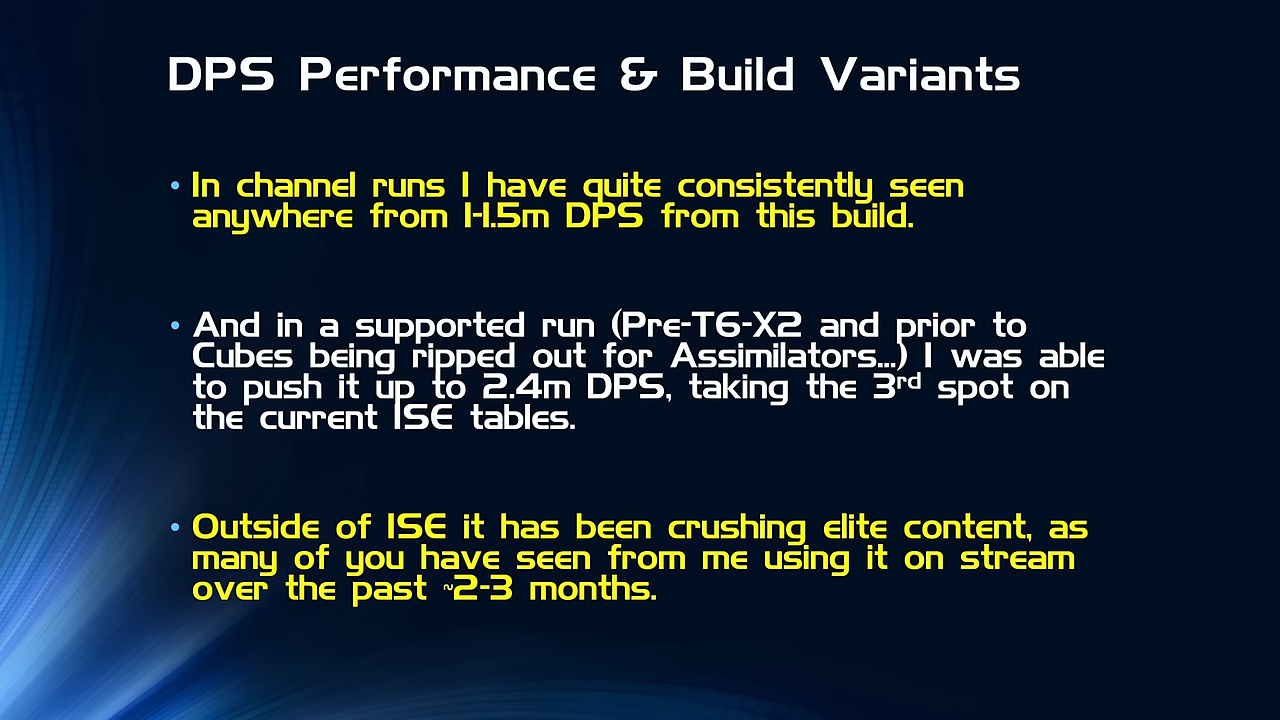 DPS Performance & Build Variants
• In channel runs I have quite consistently seen
anywhere from 1-1.5m DPS from this build.
• And in a supported run (Pre-T6-X2 and prior to
Cubes being ripped out for Assimilators...) I was able
to push it up to 2.4m DPS, taking the 3rd spot on
the current ISE tables.
• Outside of ISE it has been crushing elite content, as
many of you have seen from me using it on stream
over the past ~2-3 months.